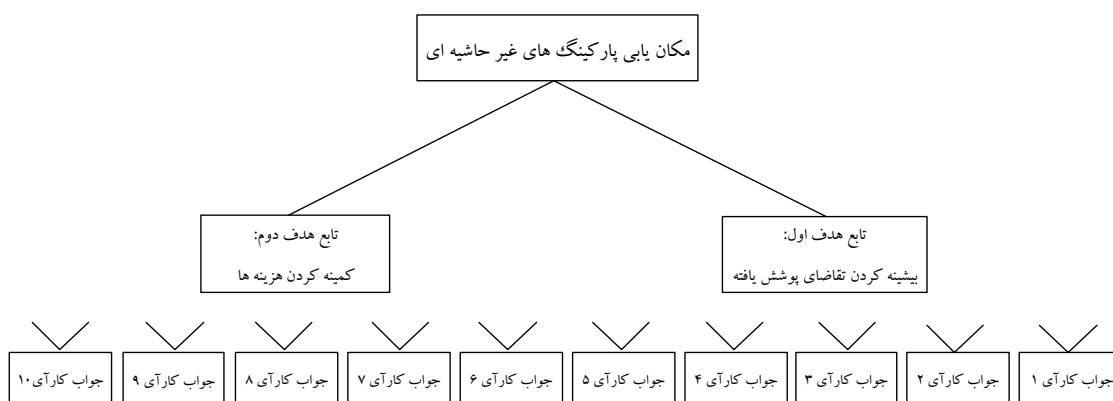 مکان یابی پارکینگ های غیر حاشیه ای
تابع هدف اول:
بیشینه کردن تقاضای پوشش یافته
تابع هدف دوم:
کمینه کردن هزینه ها
جواب کارآی ۱
جواب کارآی ۲
جواب کارآی ۳
جواب کارآی ۴
جواب کارآی ۵
جواب کارآی ۶
جواب کارآی ۷
جواب کارآی ۸
جواب کارآی ۹
جواب کارآی ۱۰